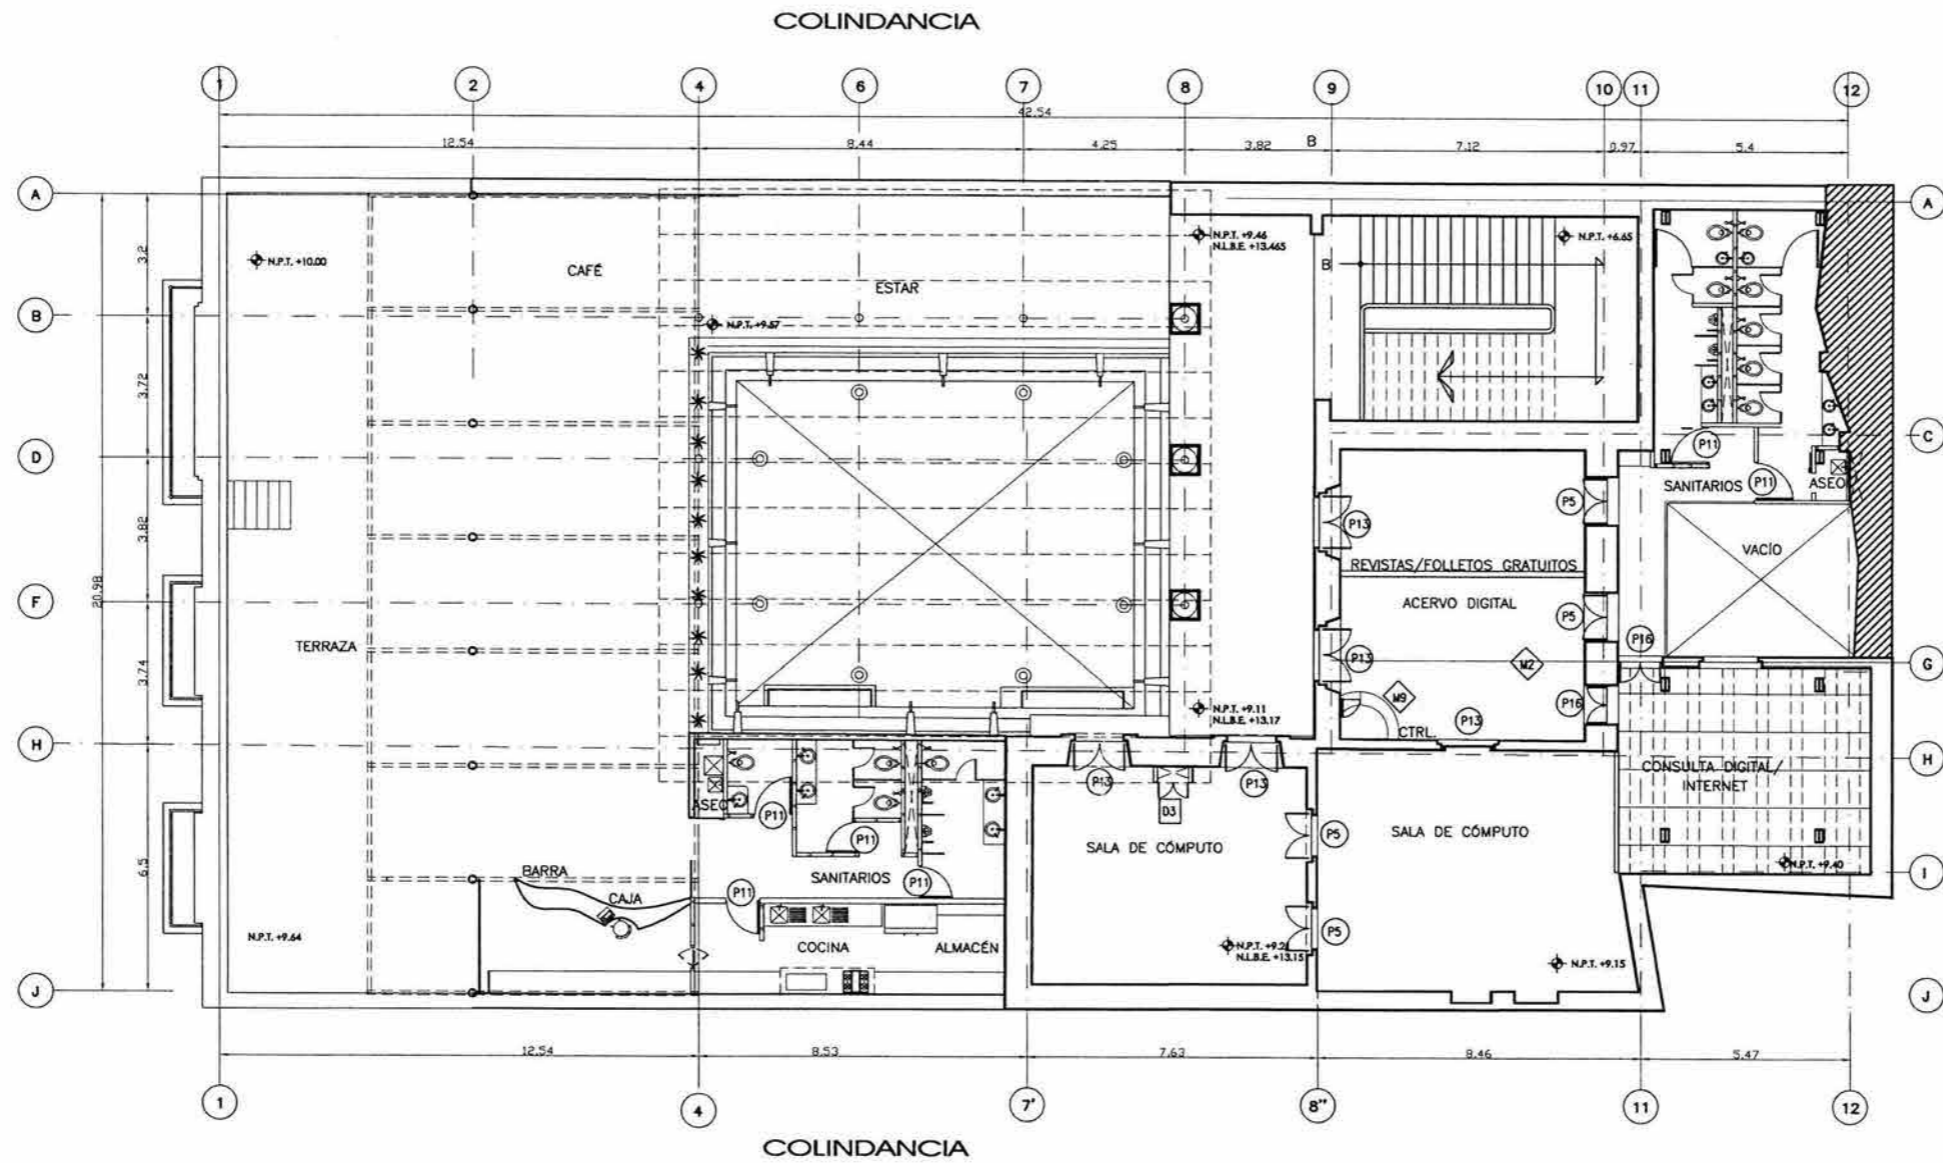 COLINDANCIA
1 2 4 6 7 8 9 10 11 12
42.54
12.54 8.44 4.25 3.82 B 7.12 0.97 5.4
A
A
3.2
N.P.T. +10.00
CAFÉ
ESTAR
N.P.T. +9.46
N.L.B.E. +13.465
B
N.P.T. +6.65
B
N.P.T. +9.57
3.72
C
D
P11
SANITARIOS
P11
ASEO
P5
P13
3.82
VACÍO
REVISTAS/FOLLETOS GRATUITOS
20.98
F
ACERVO DIGITAL
P5
TERRAZA
P16
P13
M2
G
3.74
M9
P16
N.P.T. +9.11
N.L.B.E. +13.17
CTRL.
P13
H
H
CONSULTA DIGITAL/
INTERNET
P13
P13
ASEO
P11
D3
P11
P5
SALA DE CÓMPUTO
SALA DE CÓMPUTO
6.5
N.P.T. +9.40
BARRA
SANITARIOS
P11
I
CAJA
P11
P5
N.P.T. +9.64
COCINA
ALMACÉN
N.L.B.E. +13.15
N.P.T. +9.15
J
J
12.54 8.53 7.63 8.46 5.47
1 4 7' 8'' 11 12
COLINDANCIA